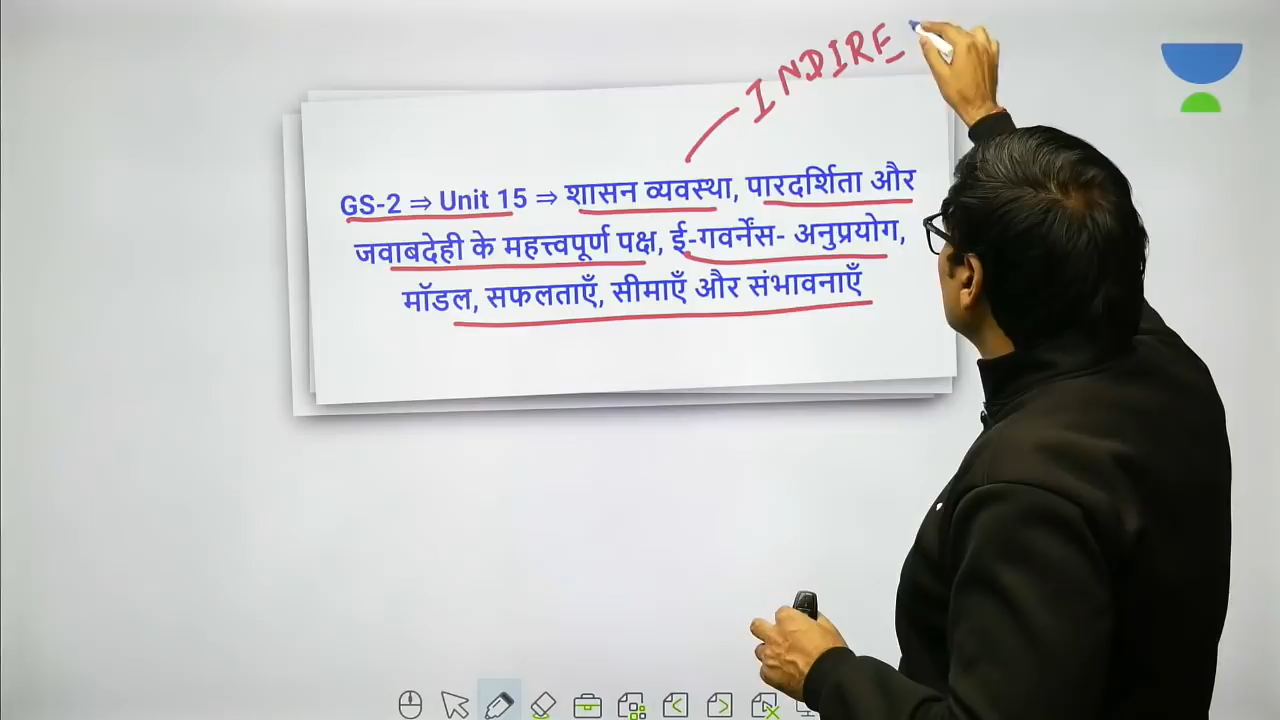 INDIRE
GS-2 ⇒ Unit 15 ⇒ शासन व्यवस्था, पारदर्शिता और
जवाबदेही के महत्त्वपूर्ण पक्ष, ई-गवर्नेंस- अनुप्रयोग,
मॉडल, सफलताएँ, सीमाएँ और संभावनाएँ